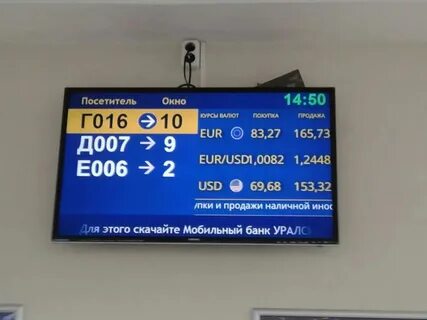 14:50
Посетитель Окно
Г016 → 10
Д007 → 9
Е006 → 2
КУРСЫ ВАЛЮТ ПОКУПКА ПРОДАЖА
EUR 83,27 165,73
EUR/USD 1,0082 1,2448
USD 69,68 153,32
упки и продажи наличной инос
Для этого скачайте Мобильный банк УРАЛС